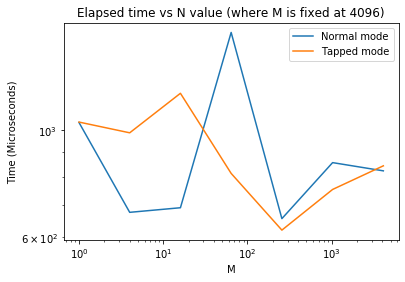 Elapsed time vs N value (where M is fixed at 4096)
Normal mode
Tapped mode
Time (Microseconds)
10³
6 × 10²
10⁰
10¹
10²
10³
M